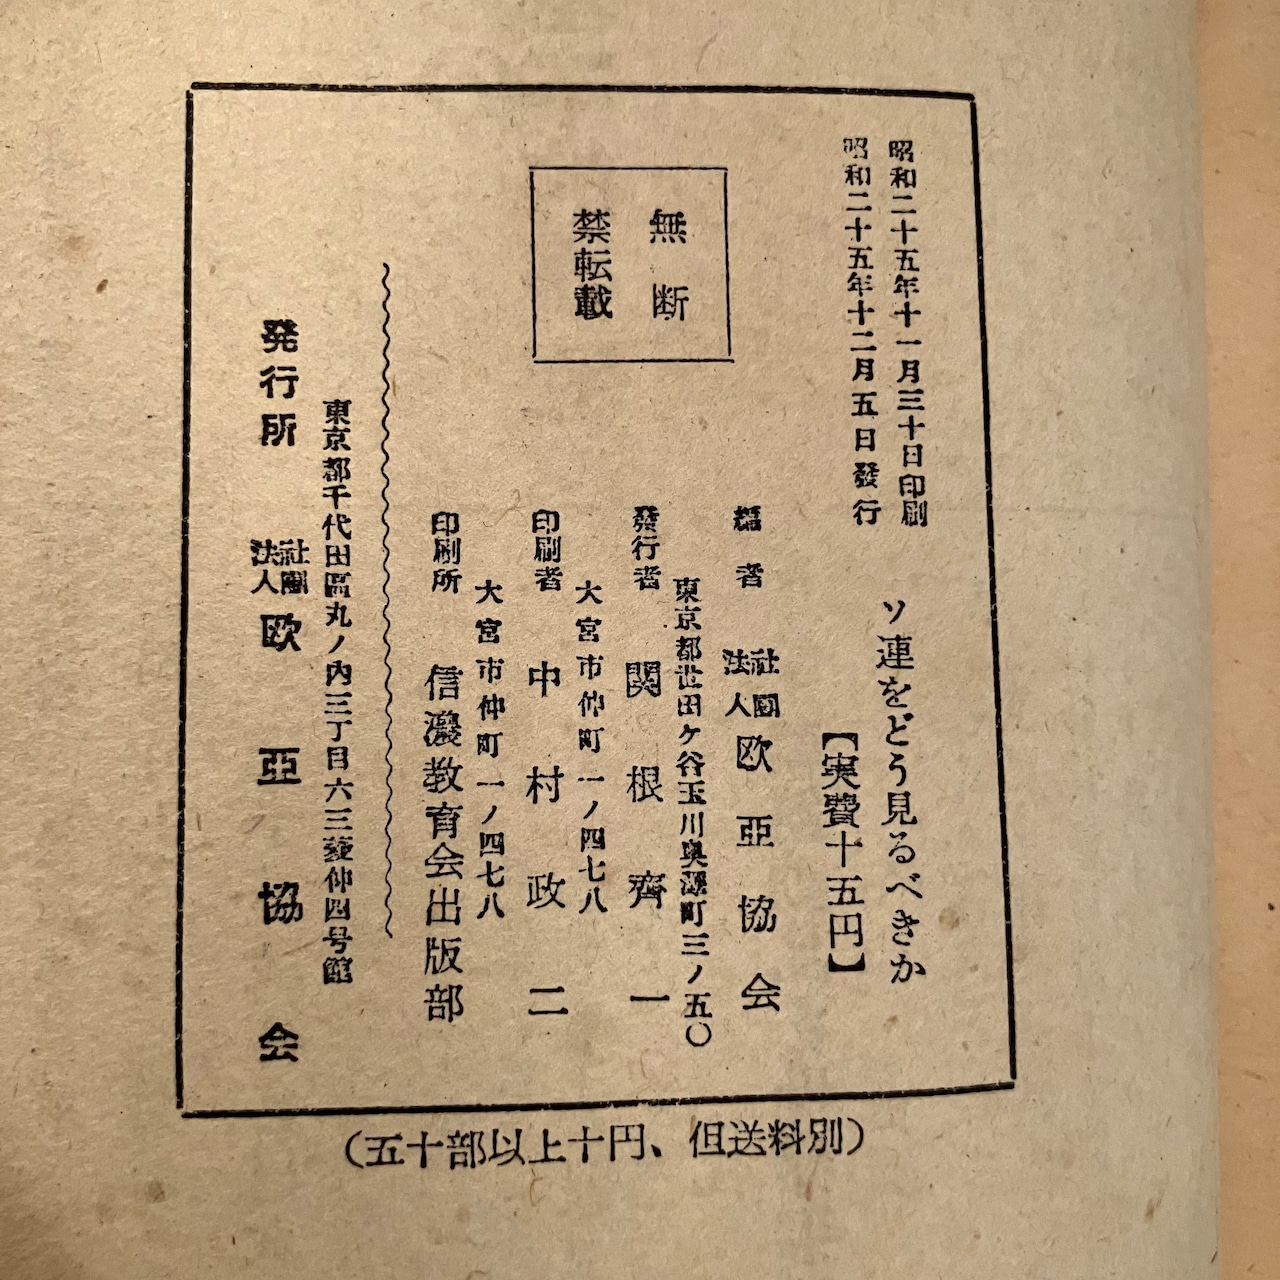 昭和二十五年十一月三十日印刷
昭和二十五年十二月五日發行
ソ連をどう見るべきか
【実費十五円】
無断
禁転載
編者 社團法人 欧亞協会
東京都世田ケ谷玉川奥澤町三ノ五〇
發行者 関根齊一
大宮市仲町一ノ四七八
印刷者 中村政二
大宮市仲町一ノ四七八
印刷所 信濃教育会出版部
東京都千代田區丸ノ内三丁目六三菱仲四号館
発行所 社團法人 欧亞協会
（五十部以上十円、但送料別）